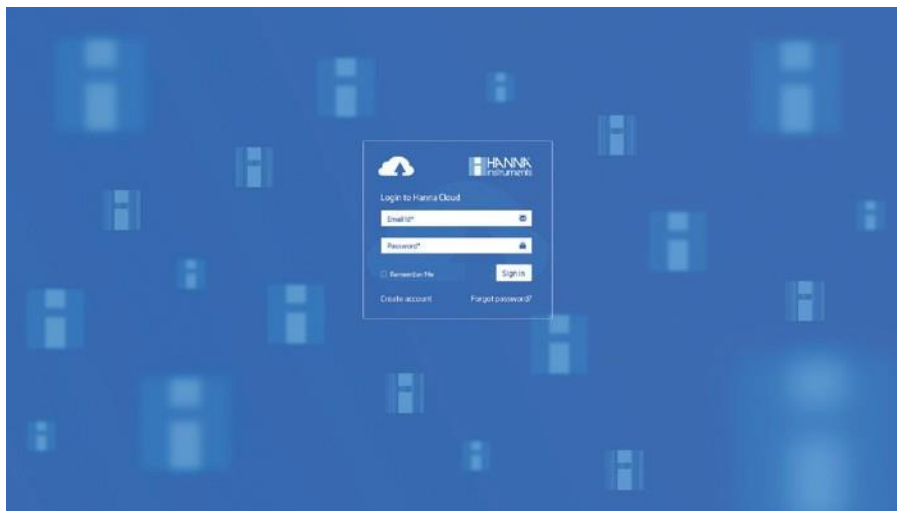 HANNA
instruments
Login to Hanna Cloud
Email Id*
Password*
Remember Me
Sign in
Create account
Forgot password?